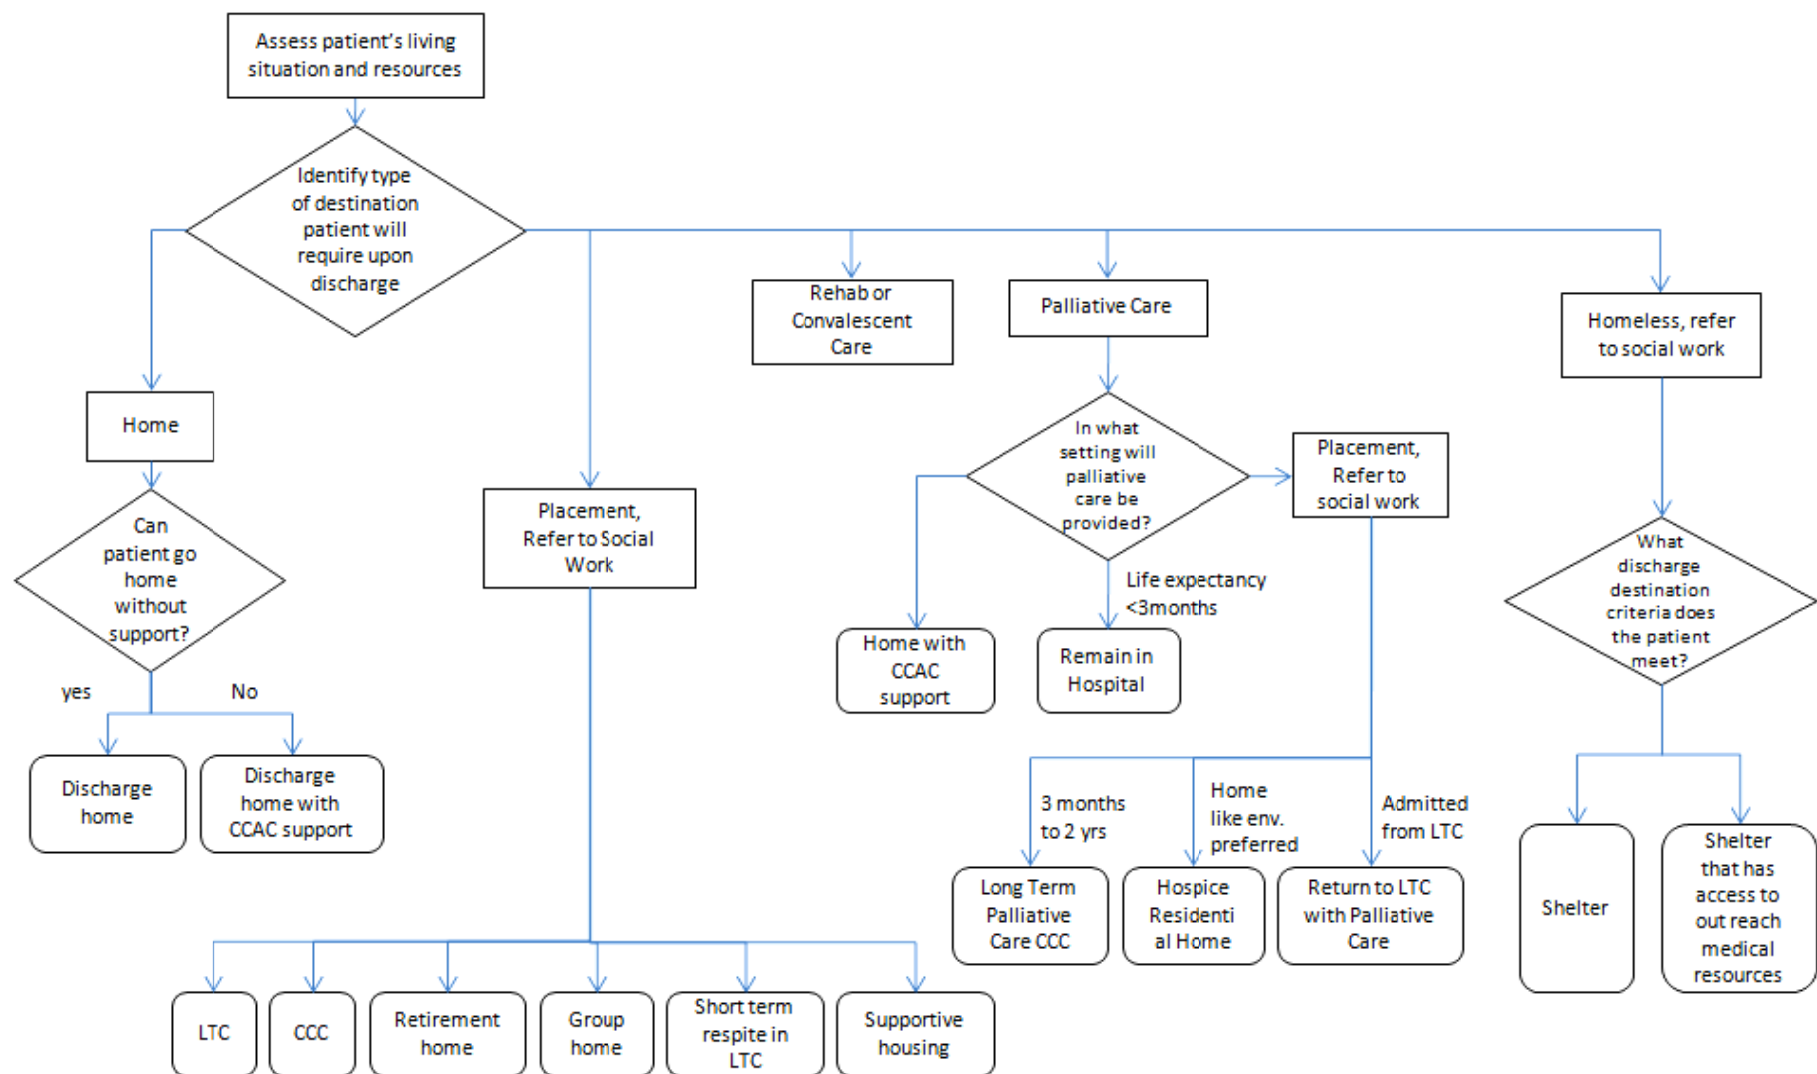 Assess patient's living
situation and resources
Identify type
of destination
patient will
require upon
discharge
Home
Can
patient go
home
without
support?
yes
No
Discharge
home
Discharge
home with
CCAC support
Placement,
Refer to Social
Work
LTC
CCC
Retirement
home
Group
home
Short term
respite in
LTC
Supportive
housing
Rehab or
Convalescent
Care
Palliative Care
In what
setting will
palliative
care be
provided?
Home with
CCAC
support
Life expectancy
<3months
Remain in
Hospital
Placement,
Refer to
social work
3 months
to 2 yrs
Long Term
Palliative
Care CCC
Home
like env.
preferred
Hospice
Residenti
al Home
Admitted
from LTC
Return to LTC
with Palliative
Care
Homeless, refer
to social work
What
discharge
destination
criteria does
the patient
meet?
Shelter
Shelter
that has
access to
out reach
medical
resources